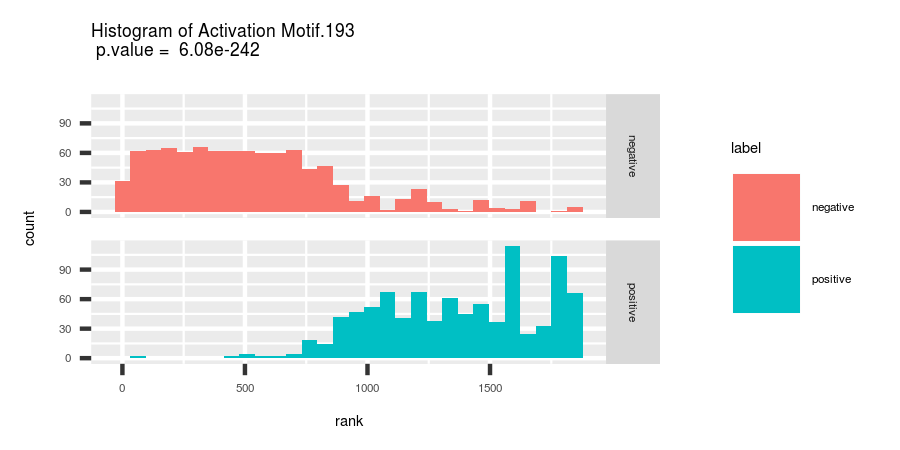 Histogram of Activation Motif.193
p.value = 6.08e-242
90
60
30
0
negative
90
60
30
0
positive
0 500 1000 1500
rank
count
label
negative
positive